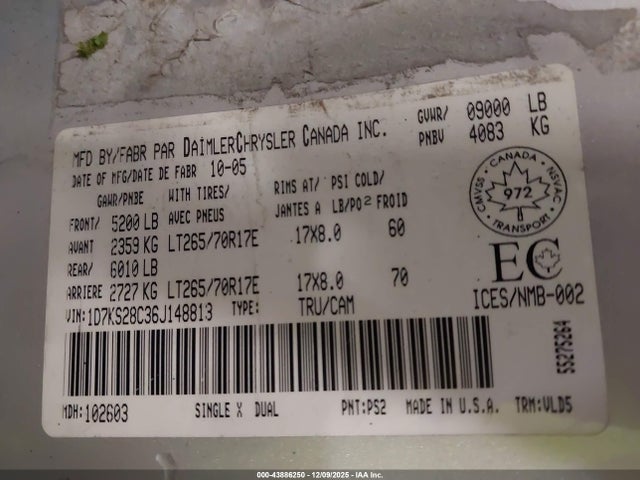 MFD BY/FABR PAR DAIMLERCHRYSLER CANADA INC.
GVWR/ 09000 LB
PNBV 4083 KG
DATE OF MFG/DATE DE FABR 10-05
GAWR/PNBE WITH TIRES/ RIMS AT/ PSI COLD/
FRONT/ 5200 LB AVEC PNEUS JANTES A LB/PO2 FROID
AVANT 2359 KG LT265/70R17E 17X8.0 60
REAR/ 6010 LB
ARRIERE 2727 KG LT265/70R17E 17X8.0 70
VIN: 1D7KS28C36J148813 TYPE: TRU/CAM
CANADA
CMVSS 972 NSVAC
TRANSPORT
EC
ICES/NMB-002
55275264
MDH: 102603 SINGLE X DUAL PNT: PS2 MADE IN U.S.A. TRM: VLD5
000-43886250 - 12/09/2025 - IAA Inc.